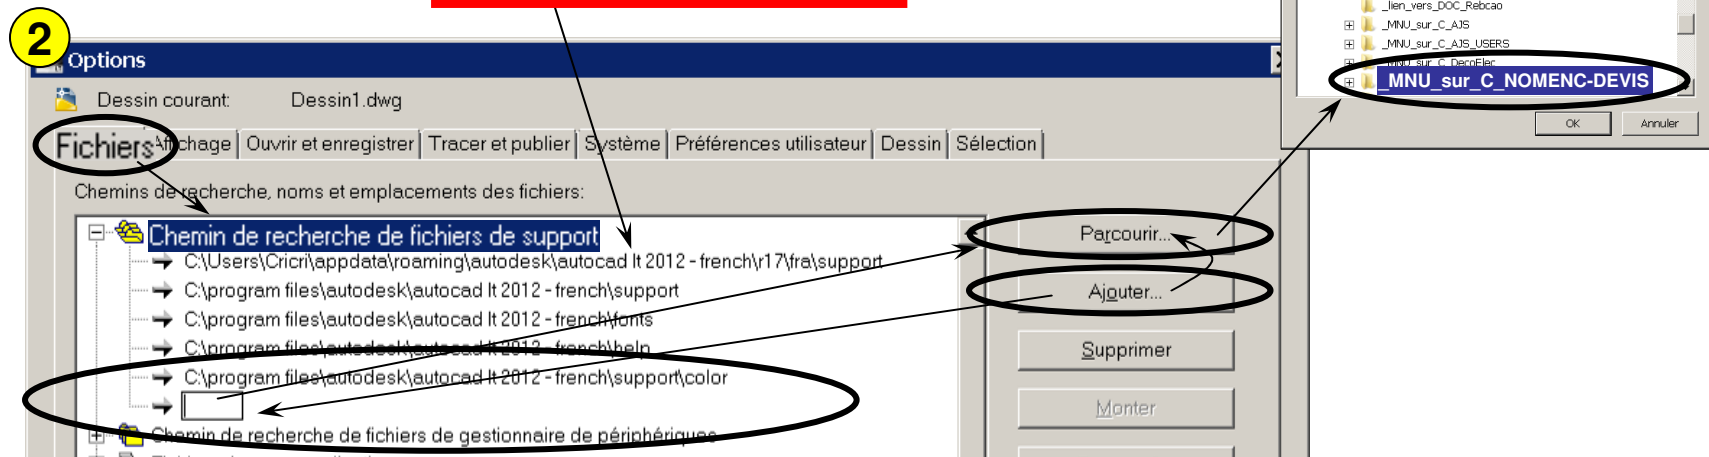 _lien_vers_DOC_Rebcao
_MNU_sur_C_AJS
_MNU_sur_C_AJS_USERS
_MNU_sur_C_DecoElec
_MNU_sur_C_NOMENC-DEVIS
OK Annuler
2
Options
Dessin courant: Dessin1.dwg
Fichiers Affichage Ouvrir et enregistrer Tracer et publier Système Préférences utilisateur Dessin Sélection
Chemins de recherche, noms et emplacements des fichiers:
Chemin de recherche de fichiers de support
C:\Users\Cricri\appdata\roaming\autodesk\autocad lt 2012 - french\r17\fra\support
C:\program files\autodesk\autocad lt 2012 - french\support
C:\program files\autodesk\autocad lt 2012 - french\fonts
C:\program files\autodesk\autocad lt 2012 - french\help
C:\program files\autodesk\autocad lt 2012 - french\support\color
Chemin de recherche de fichiers de gestionnaire de périphériques
Parcourir...
Ajouter...
Supprimer
Monter